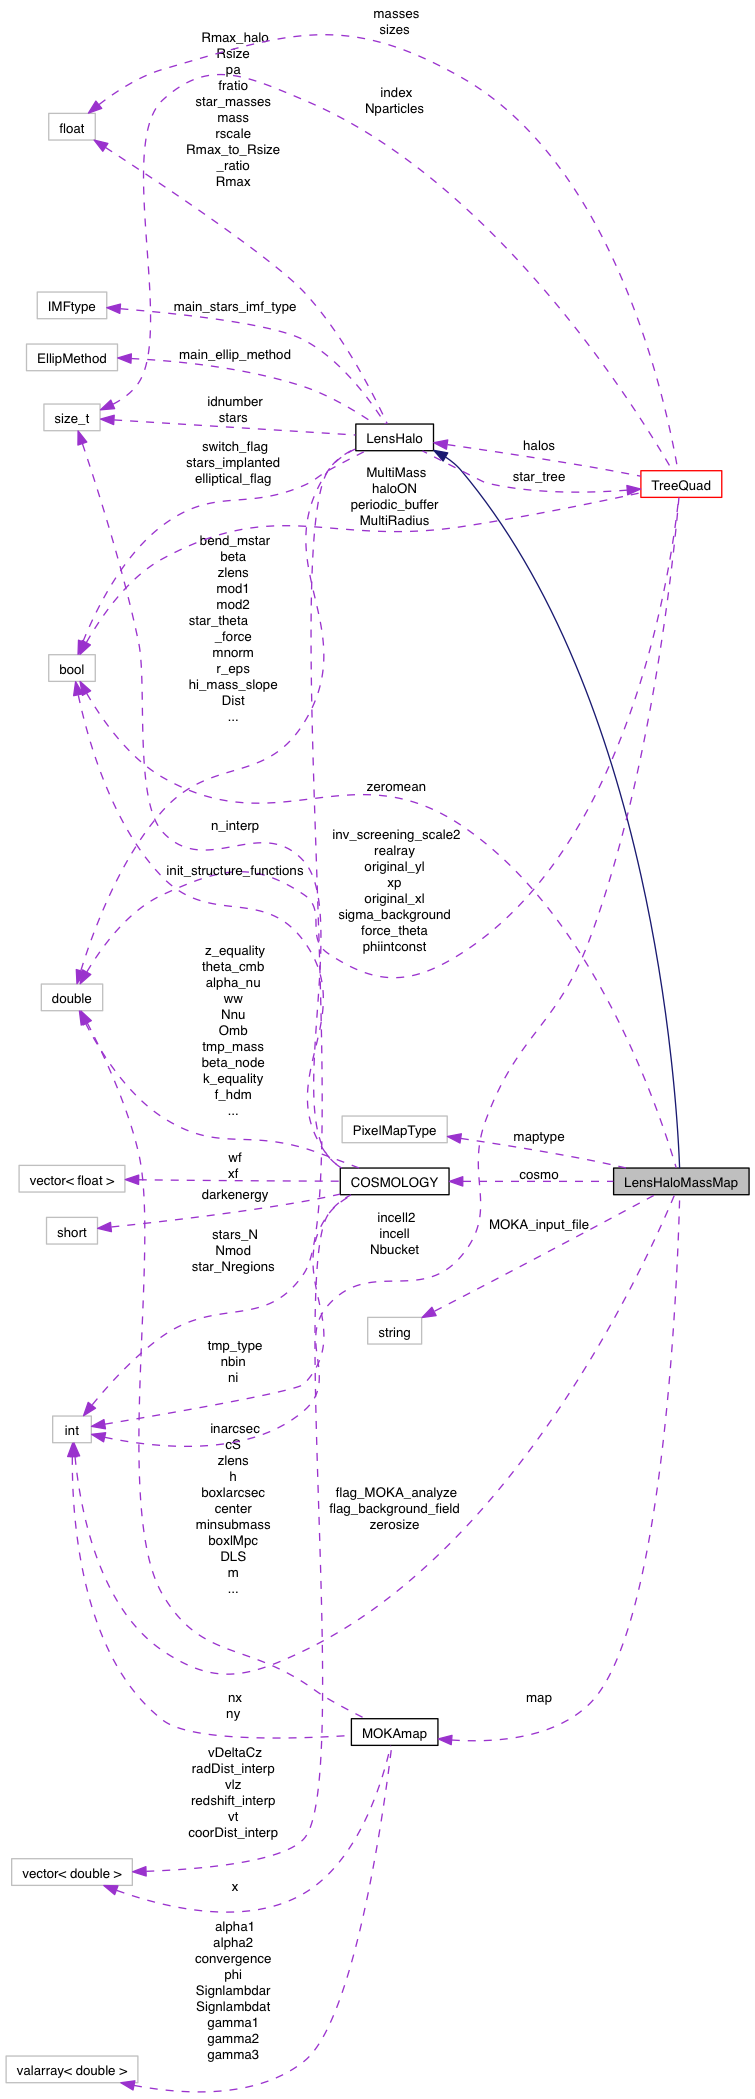 masses
sizes
Rmax_halo
Rsize
pa
fratio
star_masses
mass
rscale
Rmax_to_Rsize
_ratio
Rmax
index
Nparticles
float
IMFtype
main_stars_imf_type
EllipMethod
main_ellip_method
size_t
idnumber
stars
LensHalo
halos
star_tree
TreeQuad
switch_flag
stars_implanted
elliptical_flag
MultiMass
haloON
periodic_buffer
MultiRadius
bend_mstar
beta
zlens
mod1
mod2
star_theta
_force
mnorm
r_eps
hi_mass_slope
Dist
...
bool
zeromean
n_interp
init_structure_functions
inv_screening_scale2
realray
original_yl
xp
original_xl
sigma_background
force_theta
phiintconst
z_equality
theta_cmb
alpha_nu
ww
Nnu
Omb
tmp_mass
beta_node
k_equality
f_hdm
...
double
PixelMapType
maptype
vector< float >
wf
xf
COSMOLOGY
cosmo
LensHaloMassMap
darkenergy
short
stars_N
Nmod
star_Nregions
incell2
incell
Nbucket
MOKA_input_file
string
tmp_type
nbin
ni
int
inarcsec
cS
zlens
h
boxlarcsec
center
minsubmass
boxlMpc
DLS
m
...
flag_MOKA_analyze
flag_background_field
zerosize
nx
ny
map
MOKAmap
vDeltaCz
radDist_interp
vlz
redshift_interp
vt
coorDist_interp
vector< double >
x
alpha1
alpha2
convergence
phi
Signlambdar
Signlambdat
gamma1
gamma2
gamma3
valarray< double >